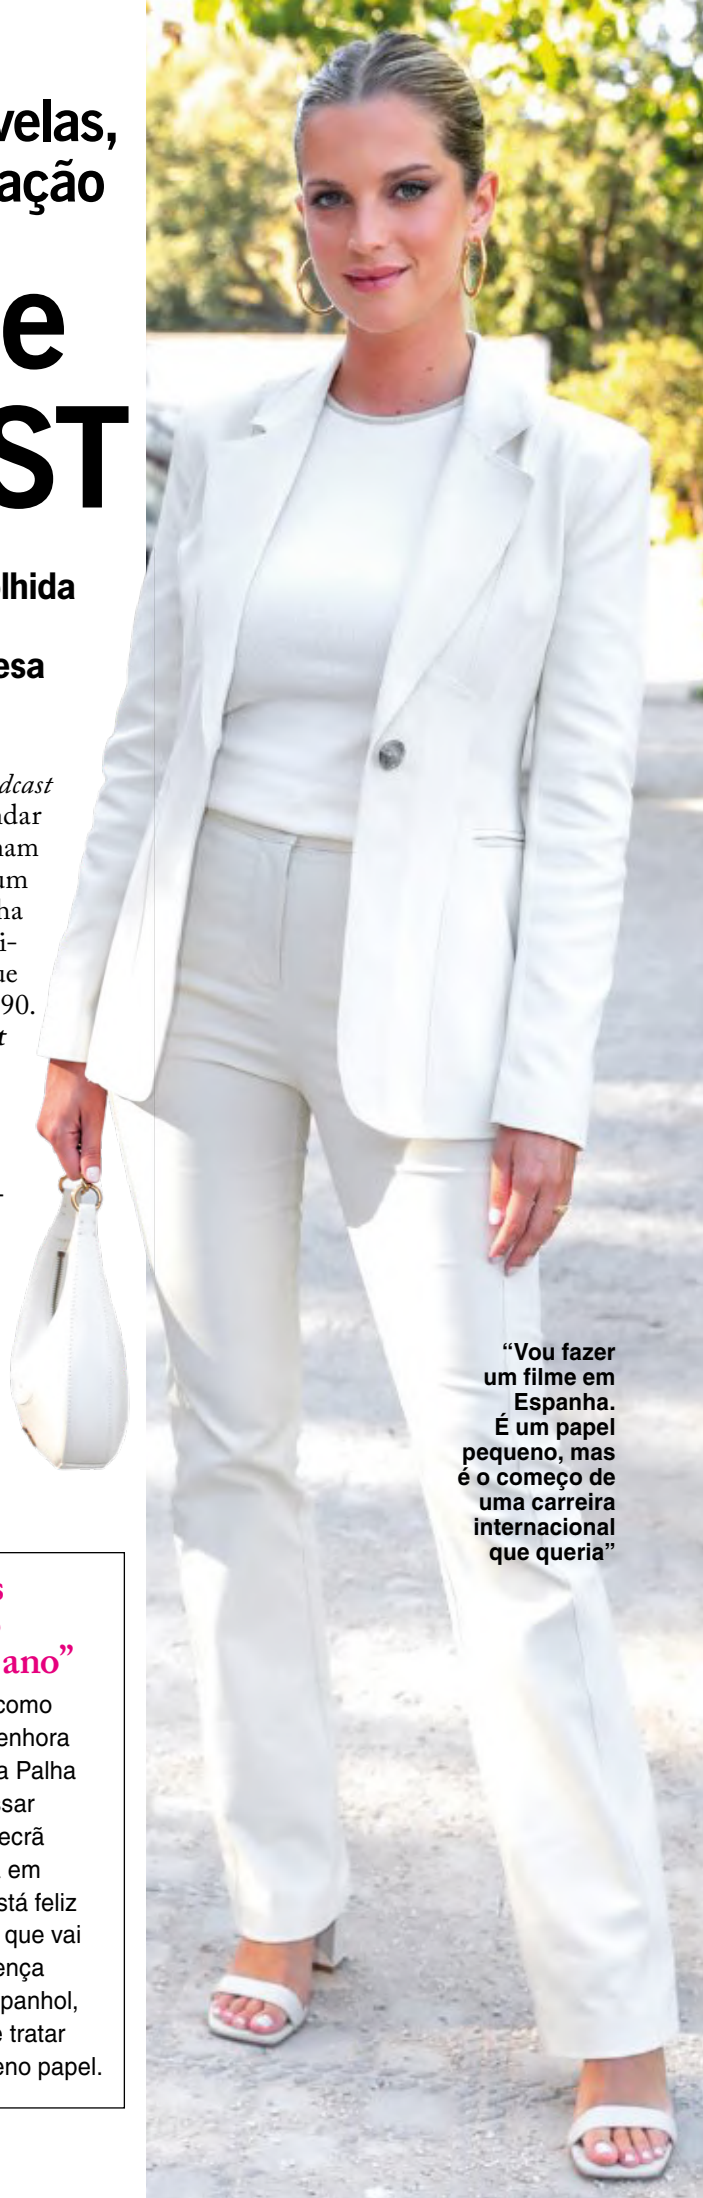 velas,
ação
e
ST
lhida
esa
dcast
dar
nam
um
ha
i-
ue
90.
t
-
“Vou fazer
um filme em
Espanha.
É um papel
pequeno, mas
é o começo de
uma carreira
internacional
que queria”
s
ano”
como
enhora
a Palha
sar
ecrã
em
stá feliz
que vai
ença
panhol,
e tratar
eno papel.